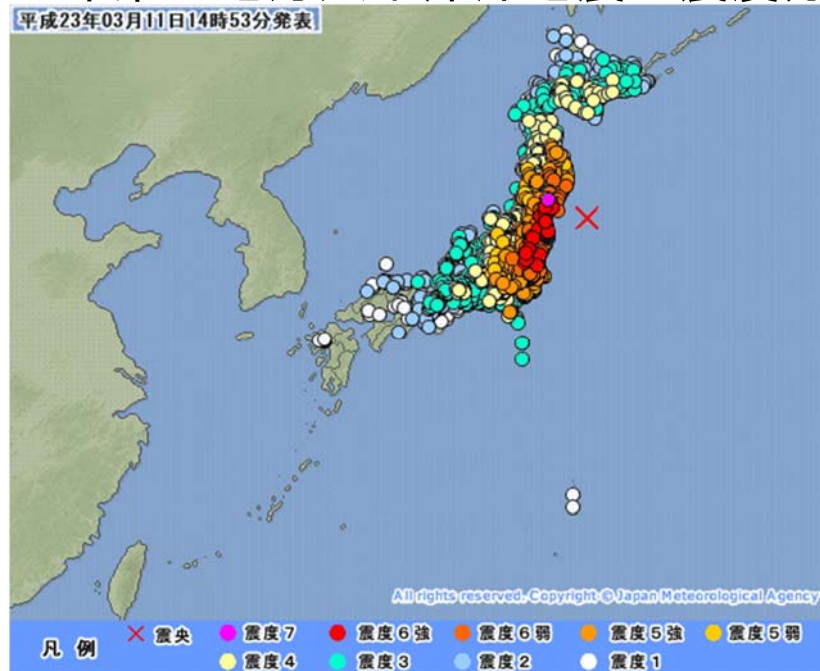 平成23年03月11日14時53分発表
All rights reserved. Copyright © Japan Meteorological Agency
凡例 震央 震度7 震度6強 震度6弱 震度5強 震度5弱
震度4 震度3 震度2 震度1